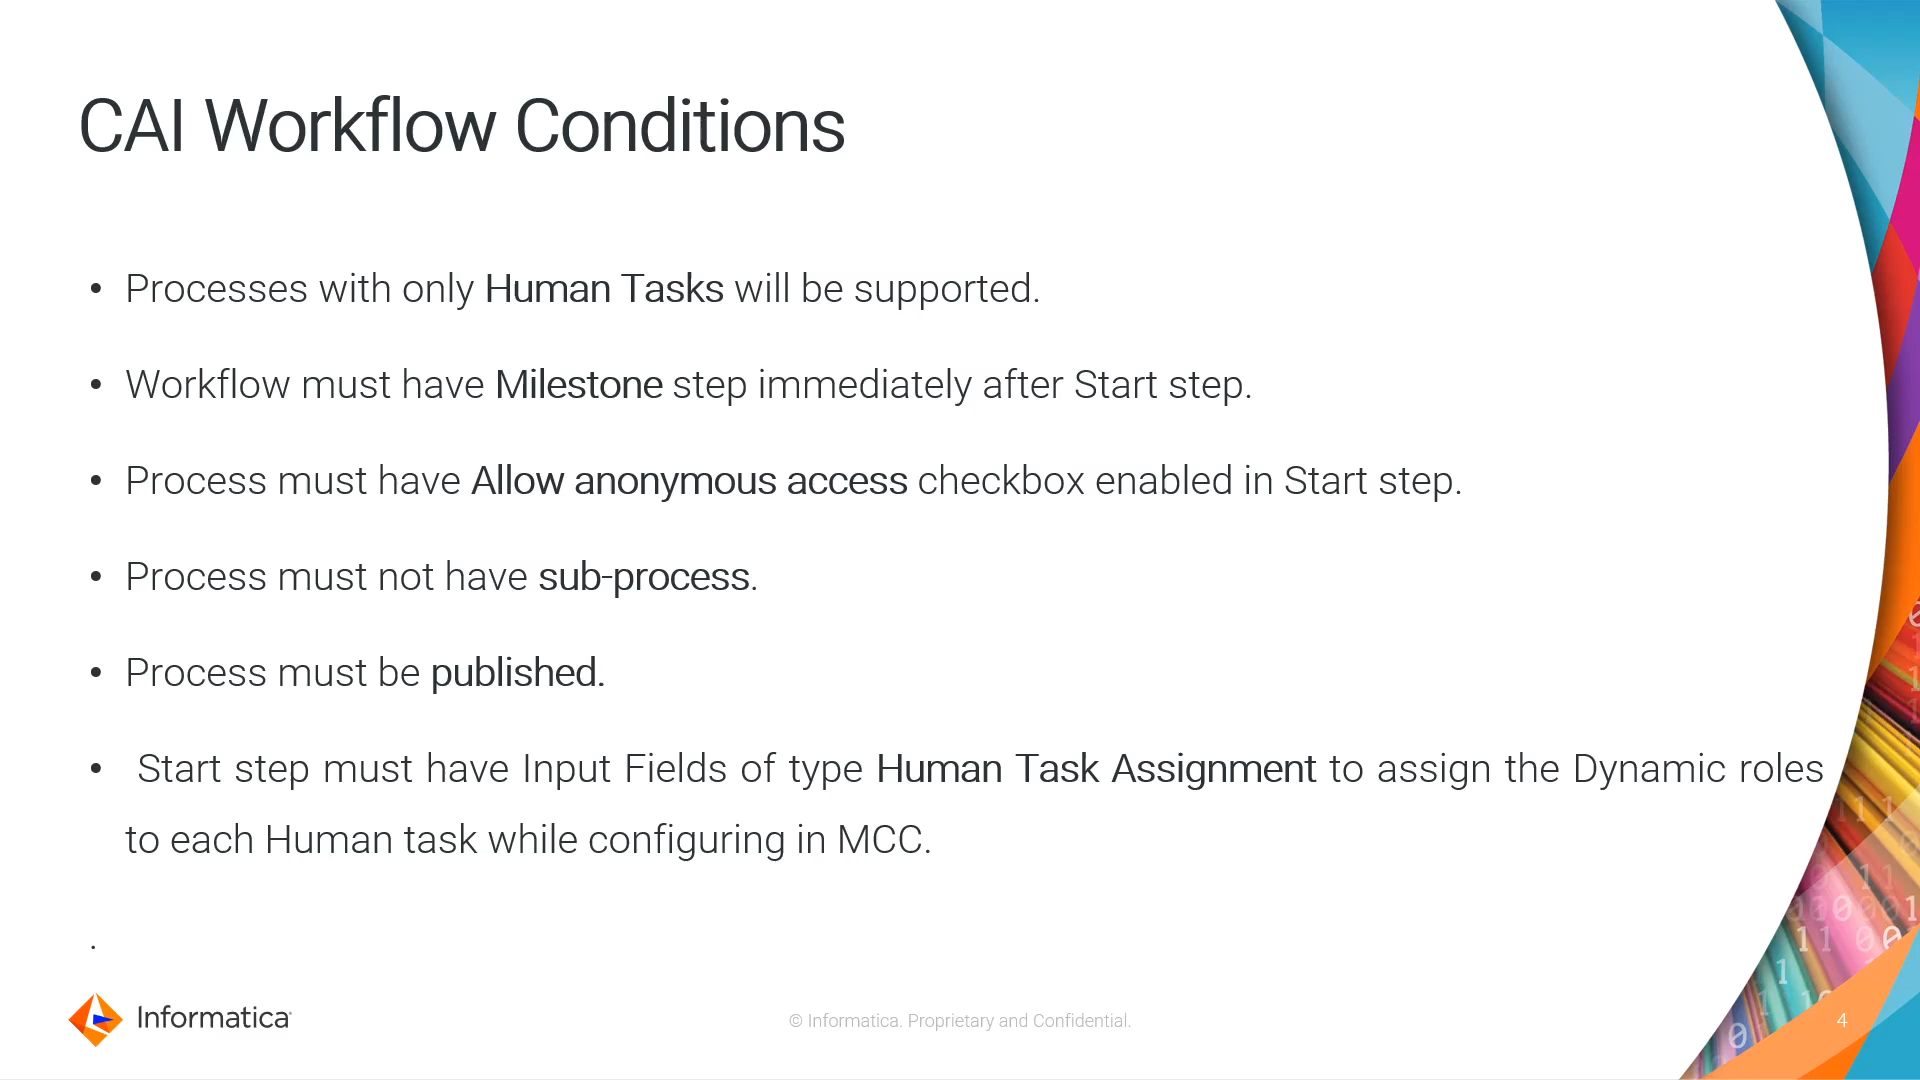 CAI Workflow Conditions
• Processes with only Human Tasks will be supported.
• Workflow must have Milestone step immediately after Start step.
• Process must have Allow anonymous access checkbox enabled in Start step.
• Process must not have sub-process.
• Process must be published.
• Start step must have Input Fields of type Human Task Assignment to assign the Dynamic roles
to each Human task while configuring in MCC.
.
Informatica
© Informatica. Proprietary and Confidential.
4